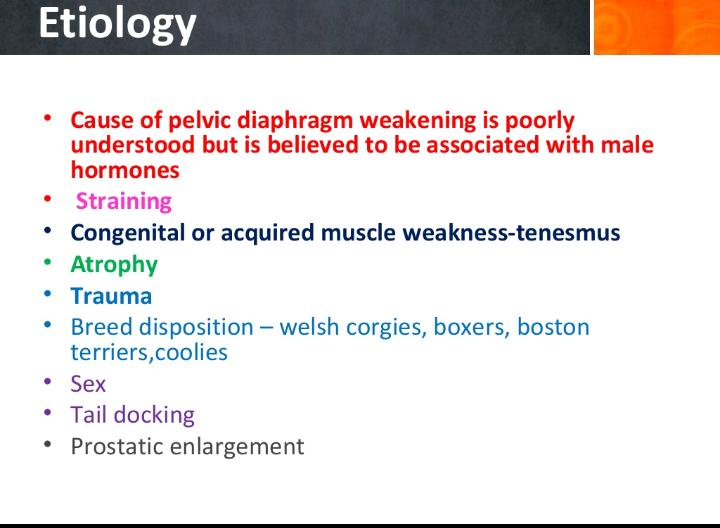 Etiology
• Cause of pelvic diaphragm weakening is poorly
understood but is believed to be associated with male
hormones
• Straining
• Congenital or acquired muscle weakness-tenesmus
• Atrophy
• Trauma
• Breed disposition – welsh corgies, boxers, boston
terriers,coolies
• Sex
• Tail docking
• Prostatic enlargement